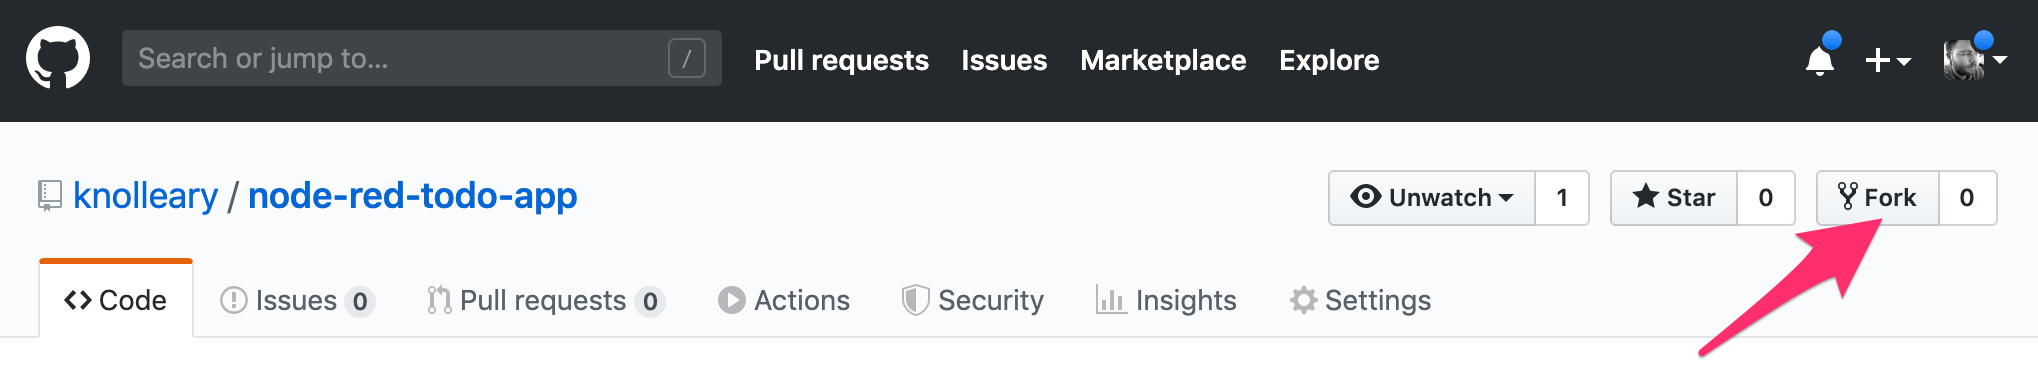 Search or jump to... / Pull requests Issues Marketplace Explore
knolleary / node-red-todo-app Unwatch 1 Star 0 Fork 0
Code Issues 0 Pull requests 0 Actions Security Insights Settings